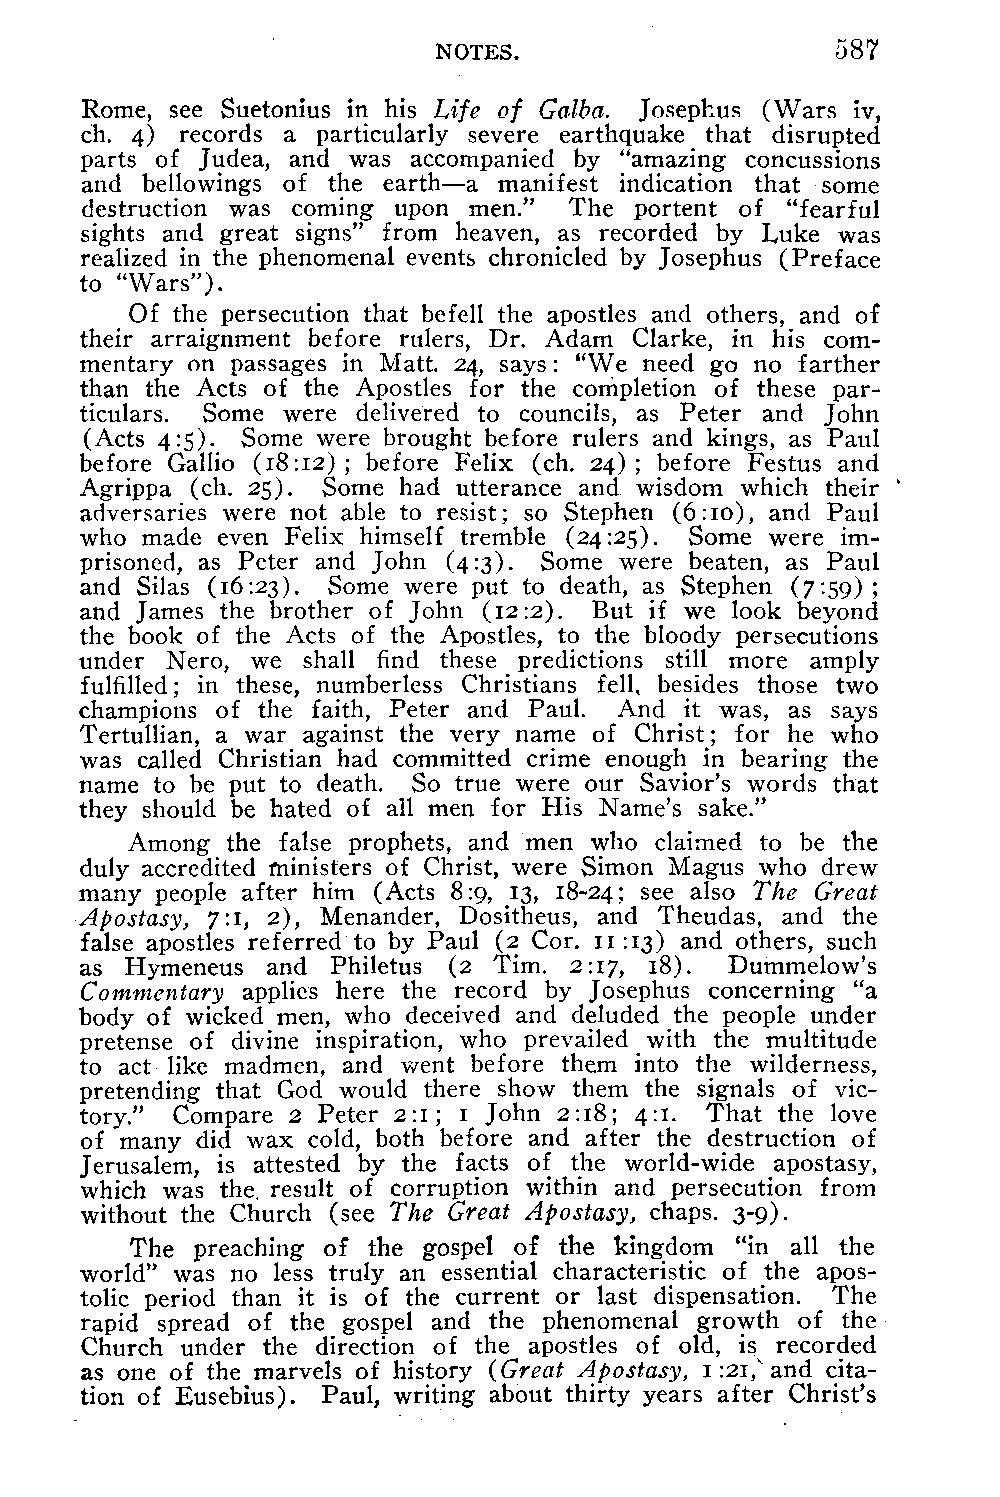 NOTES. 587
Rome, see Suetonius in his Life of Galba. Josephus (Wars iv,
ch. 4) records a particularly severe earthquake that disrupted
parts of Judea, and was accompanied by “amazing concussions
and bellowings of the earth—a manifest indication that some
destruction was coming upon men.” The portent of “fearful
sights and great signs” from heaven, as recorded by Luke was
realized in the phenomenal events chronicled by Josephus (Preface
to “Wars”).
Of the persecution that befell the apostles and others, and of
their arraignment before rulers, Dr. Adam Clarke, in his com-
mentary on passages in Matt. 24, says: “We need go no farther
than the Acts of the Apostles for the completion of these par-
ticulars. Some were delivered to councils, as Peter and John
(Acts 4:5). Some were brought before rulers and kings, as Paul
before Gallio (18:12); before Felix (ch. 24); before Festus and
Agrippa (ch. 25). Some had utterance and wisdom which their
adversaries were not able to resist; so Stephen (6:10), and Paul
who made even Felix himself tremble (24:25). Some were im-
prisoned, as Peter and John (4:3). Some were beaten, as Paul
and Silas (16:23). Some were put to death, as Stephen (7:59);
and James the brother of John (12:2). But if we look beyond
the book of the Acts of the Apostles, to the bloody persecutions
under Nero, we shall find these predictions still more amply
fulfilled; in these, numberless Christians fell, besides those two
champions of the faith, Peter and Paul. And it was, as says
Tertullian, a war against the very name of Christ; for he who
was called Christian had committed crime enough in bearing the
name to be put to death. So true were our Savior’s words that
they should be hated of all men for His Name’s sake.”
Among the false prophets, and men who claimed to be the
duly accredited ministers of Christ, were Simon Magus who drew
many people after him (Acts 8:9, 13, 18-24; see also The Great
Apostasy, 7:1, 2), Menander, Dositheus, and Theudas, and the
false apostles referred to by Paul (2 Cor. 11:13) and others, such
as Hymeneus and Philetus (2 Tim. 2:17, 18). Dummelow’s
Commentary applies here the record by Josephus concerning “a
body of wicked men, who deceived and deluded the people under
pretense of divine inspiration, who prevailed with the multitude
to act like madmen, and went before them into the wilderness,
pretending that God would there show them the signals of vic-
tory.” Compare 2 Peter 2:1; 1 John 2:18; 4:1. That the love
of many did wax cold, both before and after the destruction of
Jerusalem, is attested by the facts of the world-wide apostasy,
which was the result of corruption within and persecution from
without the Church (see The Great Apostasy, chaps. 3-9).
The preaching of the gospel of the kingdom “in all the
world” was no less truly an essential characteristic of the apos-
tolic period than it is of the current or last dispensation. The
rapid spread of the gospel and the phenomenal growth of the
Church under the direction of the apostles of old, is recorded
as one of the marvels of history (Great Apostasy, 1:21, and cita-
tion of Eusebius). Paul, writing about thirty years after Christ’s